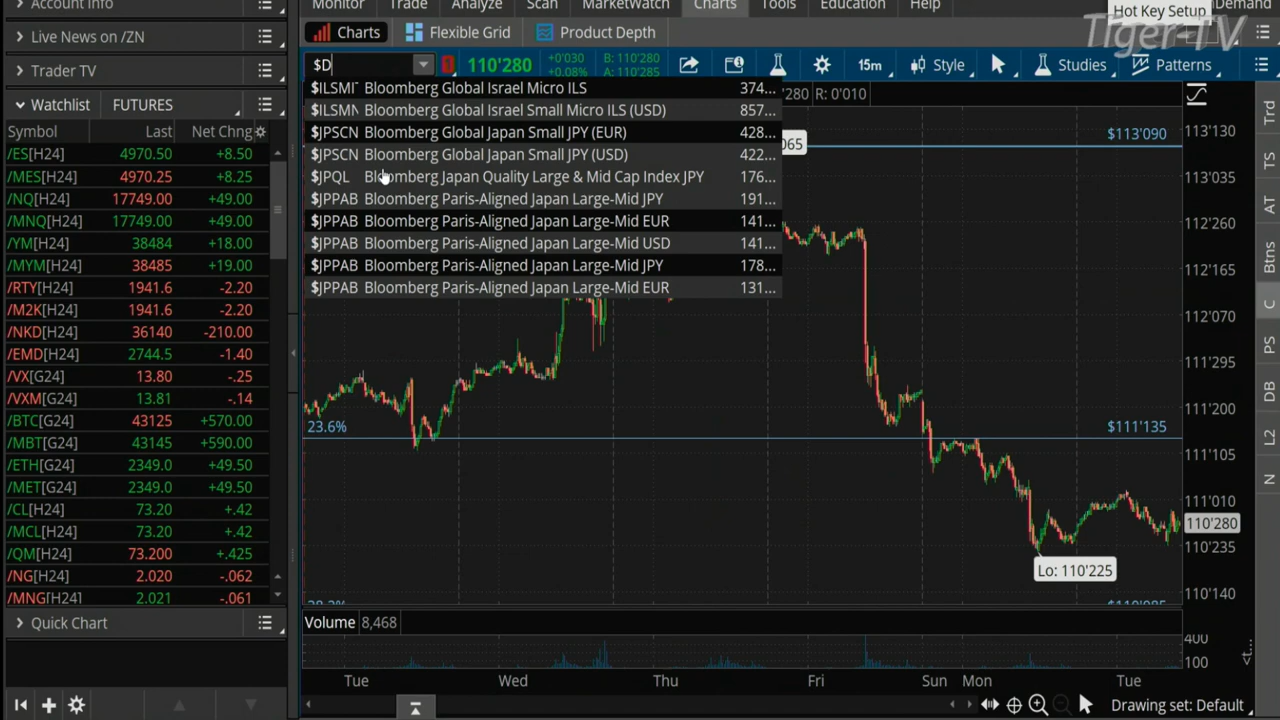 Account Info
Monitor Trade Analyze Scan MarketWatch Charts Tools Education Help Demand
Hot Key Setup
Tiger-TV
Live News on /ZN
Charts Flexible Grid Product Depth
Trader TV
$D 110'280 +0'030 +0.08% B: 110'280 A: 110'285 15m Style Studies Patterns
Watchlist FUTURES
Symbol Last Net Chng
/ES[H24] 4970.50 +8.50
/MES[H24] 4970.25 +8.25
/NQ[H24] 17749.00 +49.00
/MNQ[H24] 17749.00 +49.00
/YM[H24] 38484 +18.00
/MYM[H24] 38485 +19.00
/RTY[H24] 1941.6 -2.20
/M2K[H24] 1941.6 -2.20
/NKD[H24] 36140 -210.00
/EMD[H24] 2744.5 -1.40
/VX[G24] 13.80 -.25
/VXM[G24] 13.81 -.14
/BTC[G24] 43125 +570.00
/MBT[G24] 43145 +590.00
/ETH[G24] 2349.0 +49.50
/MET[G24] 2349.0 +49.50
/CL[H24] 73.20 +.42
/MCL[H24] 73.20 +.42
/QM[H24] 73.200 +.425
/NG[H24] 2.020 -.062
/MNG[H24] 2.021 -.061
Quick Chart
$ILSMI Bloomberg Global Israel Micro ILS 374...
$ILSMN Bloomberg Global Israel Small Micro ILS (USD) 857...
$JPSCN Bloomberg Global Japan Small JPY (EUR) 428...
$JPSCN Bloomberg Global Japan Small JPY (USD) 422...
$JPQL Bloomberg Japan Quality Large & Mid Cap Index JPY 176...
$JPPAB Bloomberg Paris-Aligned Japan Large-Mid JPY 191...
$JPPAB Bloomberg Paris-Aligned Japan Large-Mid EUR 141...
$JPPAB Bloomberg Paris-Aligned Japan Large-Mid USD 141...
$JPPAB Bloomberg Paris-Aligned Japan Large-Mid JPY 178...
$JPPAB Bloomberg Paris-Aligned Japan Large-Mid EUR 131...
'280 R: 0'010
065
$113'090
23.6%
$111'135
Lo: 110'225
113'130
113'035
112'260
112'165
112'070
111'295
111'200
111'105
111'010
110'280
110'235
110'140
Volume 8,468
400
100
Tue Wed Thu Fri Sun Mon Tue
Drawing set: Default
Trd
TS
AT
Btns
C
PS
DB
L2
N